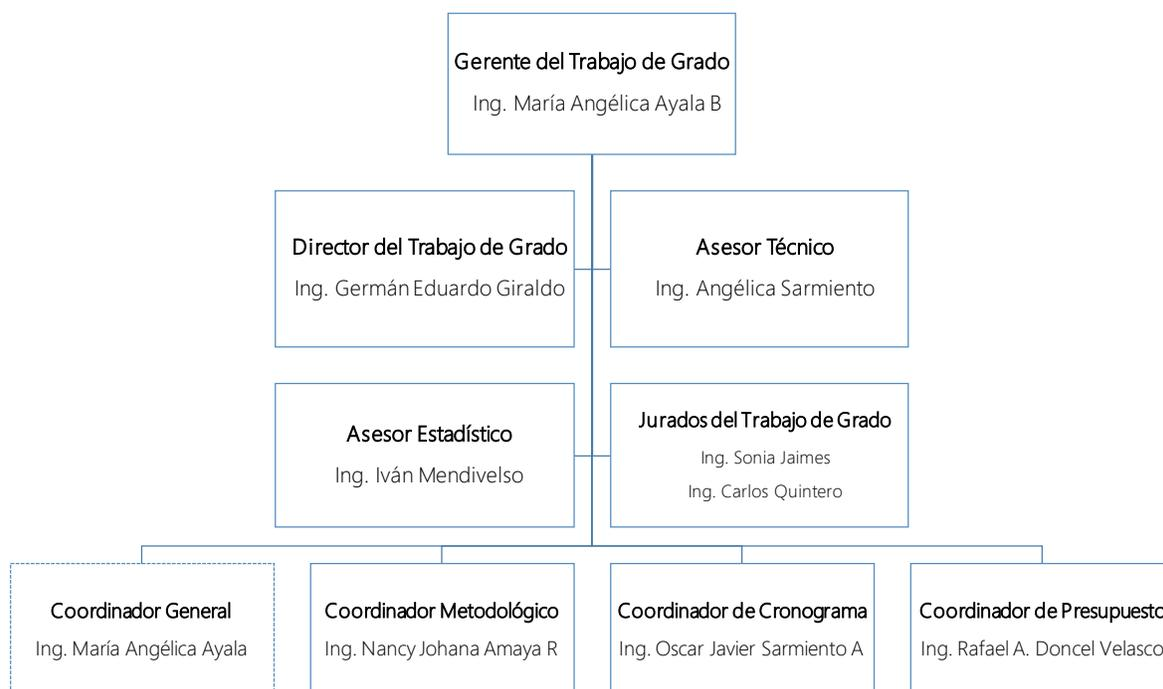 Gerente del Trabajo de Grado
Ing. María Angélica Ayala B
Director del Trabajo de Grado
Ing. Germán Eduardo Giraldo
Asesor Técnico
Ing. Angélica Sarmiento
Asesor Estadístico
Ing. Iván Mendivelso
Jurados del Trabajo de Grado
Ing. Sonia Jaimes
Ing. Carlos Quintero
Coordinador General
Ing. María Angélica Ayala
Coordinador Metodológico
Ing. Nancy Johana Amaya R
Coordinador de Cronograma
Ing. Oscar Javier Sarmiento A
Coordinador de Presupuesto
Ing. Rafael A. Doncel Velasco